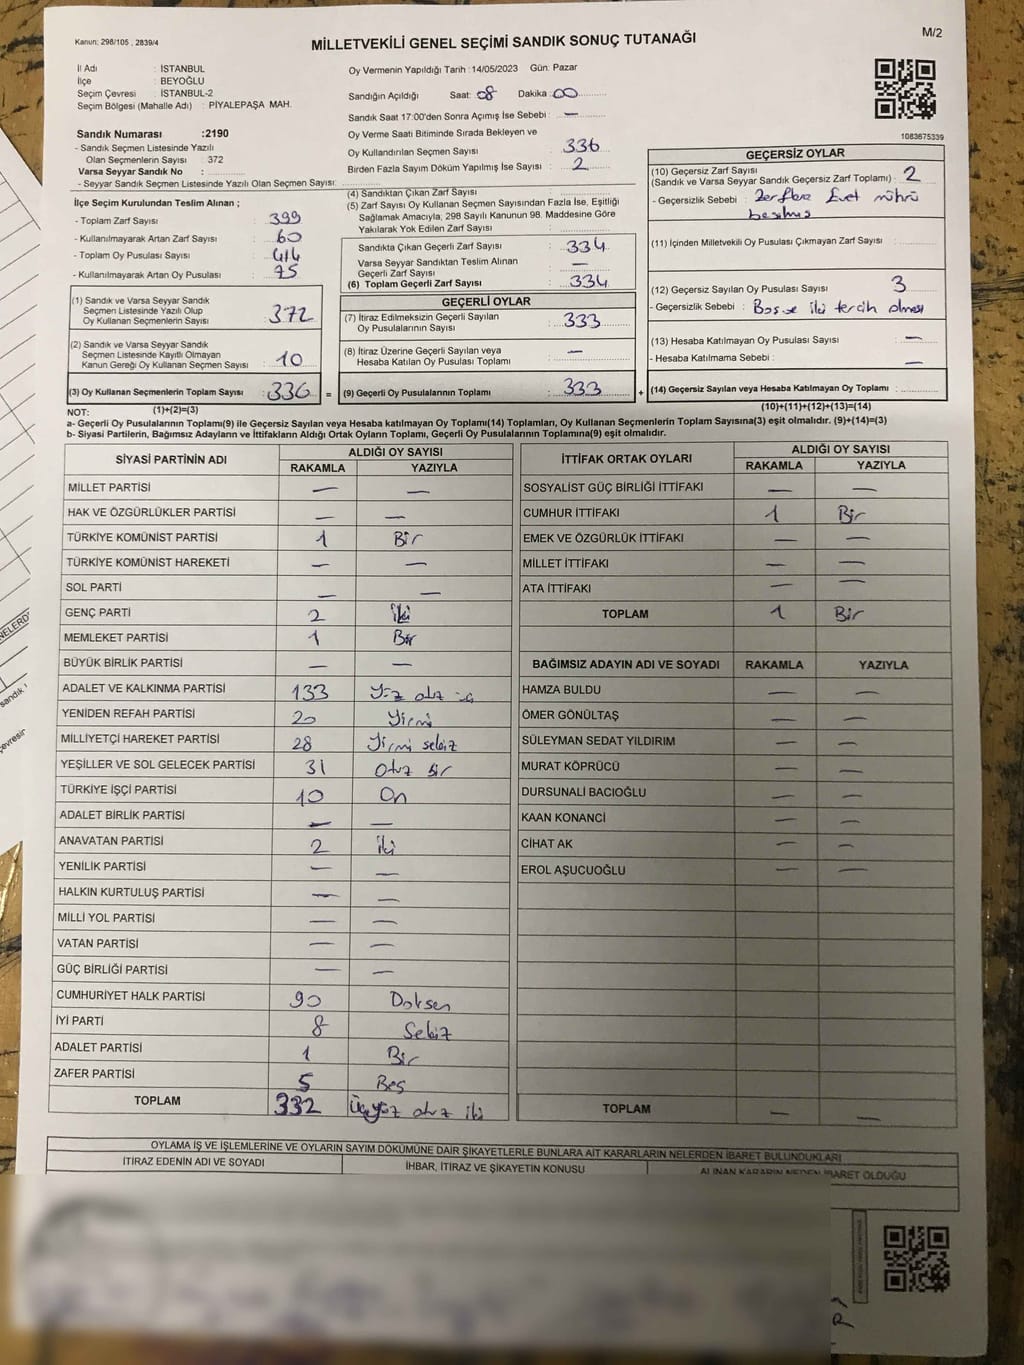 Kanun: 298/105 , 2839/4
MİLLETVEKİLİ GENEL SEÇİMİ SANDIK SONUÇ TUTANAĞI
M/2
İl Adı : İSTANBUL
İlçe : BEYOĞLU
Seçim Çevresi : İSTANBUL-2
Seçim Bölgesi (Mahalle Adı) : PİYALEPAŞA MAH.
Sandık Numarası :2190
- Sandık Seçmen Listesinde Yazılı
Olan Seçmenlerin Sayısı : 372
Varsa Seyyar Sandık No :
- Seyyar Sandık Seçmen Listesinde Yazılı Olan Seçmen Sayısı:
İlçe Seçim Kurulundan Teslim Alınan ;
- Toplam Zarf Sayısı : 399
- Kullanılmayarak Artan Zarf Sayısı : 60
- Toplam Oy Pusulası Sayısı : 414
- Kullanılmayarak Artan Oy Pusulası : 75
(1) Sandık ve Varsa Seyyar Sandık
Seçmen Listesinde Yazılı Olup
Oy Kullanan Seçmenlerin Sayısı : 372
(2) Sandık ve Varsa Seyyar Sandık
Seçmen Listesinde Kayıtlı Olmayan
Kanun Gereği Oy Kullanan Seçmen Sayısı : 10
(3) Oy Kullanan Seçmenlerin Toplam Sayısı : 336 =
Oy Vermenin Yapıldığı Tarih :14/05/2023 Gün: Pazar
Sandığın Açıldığı Saat: 08 Dakika : 00
Sandık Saat 17:00'den Sonra Açımış İse Sebebi : —
Oy Verme Saati Bitiminde Sırada Bekleyen ve
Oy Kullandırılan Seçmen Sayısı : 336
Birden Fazla Sayım Döküm Yapılmış İse Sayısı : 2
(4) Sandıktan Çıkan Zarf Sayısı :
(5) Zarf Sayısı Oy Kullanan Seçmen Sayısından Fazla İse, Eşitliği
Sağlamak Amacıyla; 298 Sayılı Kanunun 98. Maddesine Göre
Yakılarak Yok Edilen Zarf Sayısı :
Sandıkta Çıkan Geçerli Zarf Sayısı : 334
Varsa Seyyar Sandıktan Teslim Alınan
Geçerli Zarf Sayısı : —
(6) Toplam Geçerli Zarf Sayısı : 334
GEÇERLİ OYLAR
(7) İtiraz Edilmeksizin Geçerli Sayılan
Oy Pusulalarının Sayısı : 333
(8) İtiraz Üzerine Geçerli Sayılan veya
Hesaba Katılan Oy Pusulası Toplamı : —
(9) Geçerli Oy Pusulalarının Toplamı : 333 +
1083675339
GEÇERSİZ OYLAR
(10) Geçersiz Zarf Sayısı
(Sandık ve Varsa Seyyar Sandık Geçersiz Zarf Toplamı) : 2
- Geçersizlik Sebebi : Zarflara Evet mührü
basılmış
(11) İçinden Milletvekili Oy Pusulası Çıkmayan Zarf Sayısı :
(12) Geçersiz Sayılan Oy Pusulası Sayısı : 3
- Geçersizlik Sebebi : Boş ve iki tercih olması
(13) Hesaba Katılmayan Oy Pusulası Sayısı : —
- Hesaba Katılmama Sebebi : —
(14) Geçersiz Sayılan veya Hesaba Katılmayan Oy Toplamı :
NOT: (1)+(2)=(3)
(10)+(11)+(12)+(13)=(14)
a- Geçerli Oy Pusulalarının Toplamı(9) ile Geçersiz Sayılan veya Hesaba katılmayan Oy Toplamı(14) Toplamları, Oy Kullanan Seçmenlerin Toplam Sayısına(3) eşit olmalıdır. (9)+(14)=(3)
b- Siyasi Partilerin, Bağımsız Adayların ve İttifakların Aldığı Ortak Oyların Toplamı, Geçerli Oy Pusulalarının Toplamına(9) eşit olmalıdır.
SİYASİ PARTİNİN ADI ALDIĞI OY SAYISI
RAKAMLA YAZIYLA
MİLLET PARTİSİ — —
HAK VE ÖZGÜRLÜKLER PARTİSİ — —
TÜRKİYE KOMÜNİST PARTİSİ 1 Bir
TÜRKİYE KOMÜNİST HAREKETİ — —
SOL PARTİ — —
GENÇ PARTİ 2 İki
MEMLEKET PARTİSİ 1 Bir
BÜYÜK BİRLİK PARTİSİ — —
ADALET VE KALKINMA PARTİSİ 133 Yüz otuz üç
YENİDEN REFAH PARTİSİ 20 Yirmi
MİLLİYETÇİ HAREKET PARTİSİ 28 Yirmi sekiz
YEŞİLLER VE SOL GELECEK PARTİSİ 31 Otuz bir
TÜRKİYE İŞÇİ PARTİSİ 10 On
ADALET BİRLİK PARTİSİ — —
ANAVATAN PARTİSİ 2 iki
YENİLİK PARTİSİ — —
HALKIN KURTULUŞ PARTİSİ — —
MİLLİ YOL PARTİSİ — —
VATAN PARTİSİ — —
GÜÇ BİRLİĞİ PARTİSİ — —
CUMHURİYET HALK PARTİSİ 90 Doksan
İYİ PARTİ 8 Sekiz
ADALET PARTİSİ 1 Bir
ZAFER PARTİSİ 5 Beş
TOPLAM 332 Üçyüz otuz iki
İTTİFAK ORTAK OYLARI ALDIĞI OY SAYISI
RAKAMLA YAZIYLA
SOSYALİST GÜÇ BİRLİĞİ İTTİFAKI — —
CUMHUR İTTİFAKI 1 Bir
EMEK VE ÖZGÜRLÜK İTTİFAKI — —
MİLLET İTTİFAKI — —
ATA İTTİFAKI — —
TOPLAM 1 Bir
BAĞIMSIZ ADAYIN ADI VE SOYADI RAKAMLA YAZIYLA
HAMZA BULDU — —
ÖMER GÖNÜLTAŞ — —
SÜLEYMAN SEDAT YILDIRIM — —
MURAT KÖPRÜCÜ — —
DURSUNALİ BACIOĞLU — —
KAAN KONANCİ — —
CİHAT AK — —
EROL AŞUCUOĞLU — —
TOPLAM — —
OYLAMA İŞ VE İŞLEMLERİNE VE OYLARIN SAYIM DÖKÜMÜNE DAİR ŞİKAYETLERLE BUNLARA AİT KARARLARIN NELERDEN İBARET BULUNDUKLARI
İTİRAZ EDENİN ADI VE SOYADI İHBAR, İTİRAZ VE ŞİKAYETİN KONUSU ALINAN KARARIN NEDEN İBARET OLDUĞU